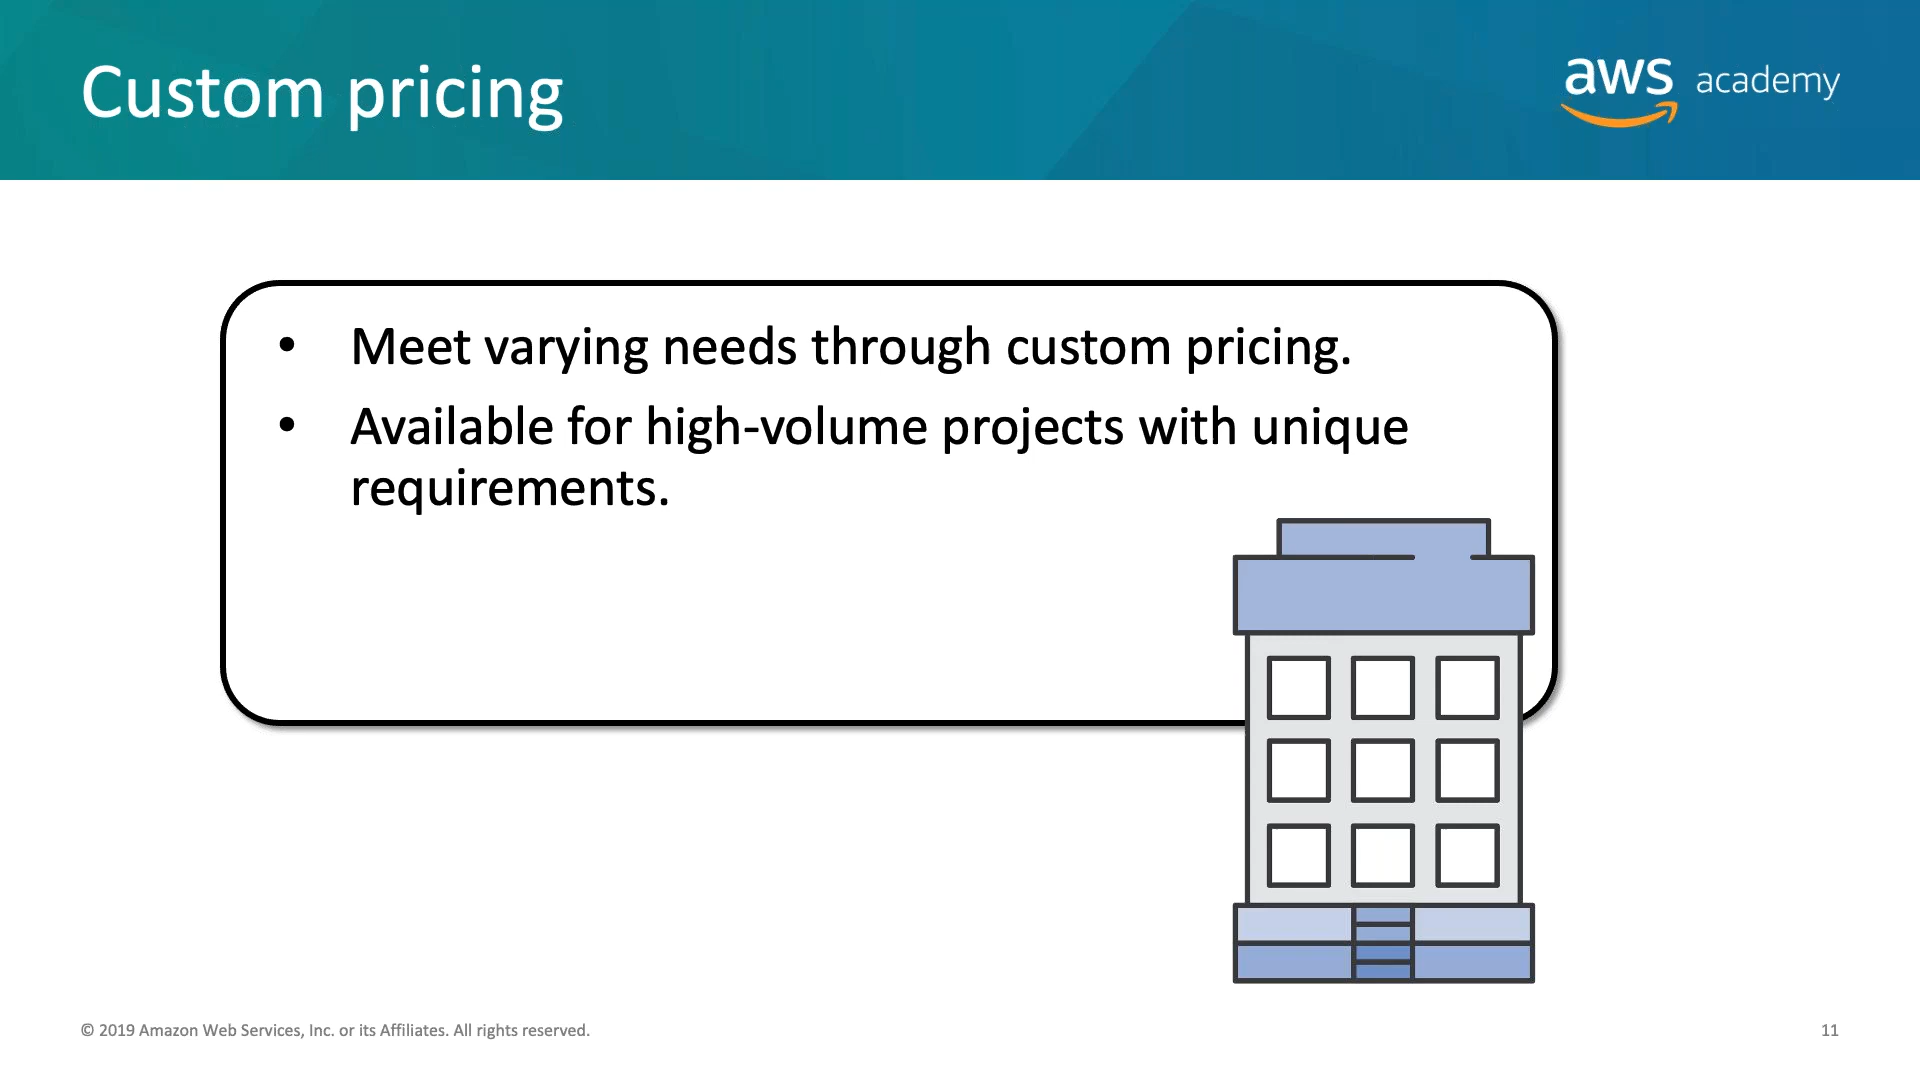 Custom pricing
aws academy
• Meet varying needs through custom pricing.
• Available for high-volume projects with unique
requirements.
© 2019 Amazon Web Services, Inc. or its Affiliates. All rights reserved.
11